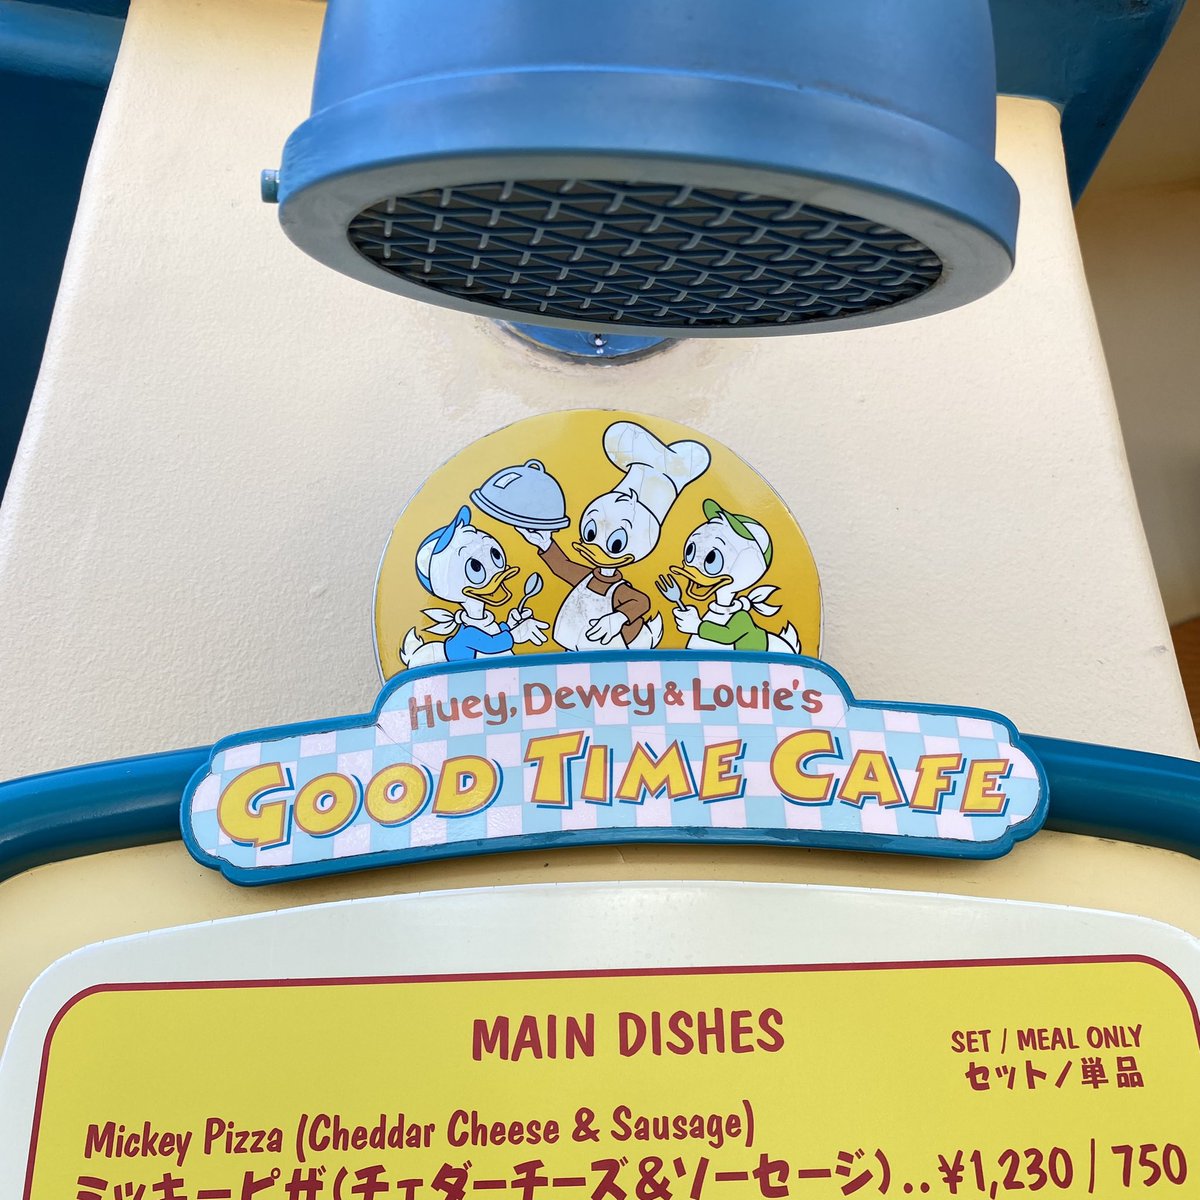 Huey, Dewey & Louie's
GOOD TIME CAFE
MAIN DISHES
SET / MEAL ONLY
セット/単品
Mickey Pizza (Cheddar Cheese & Sausage)
ミッキーピザ(チェダーチーズ&ソーセージ)..¥1,230 | 750